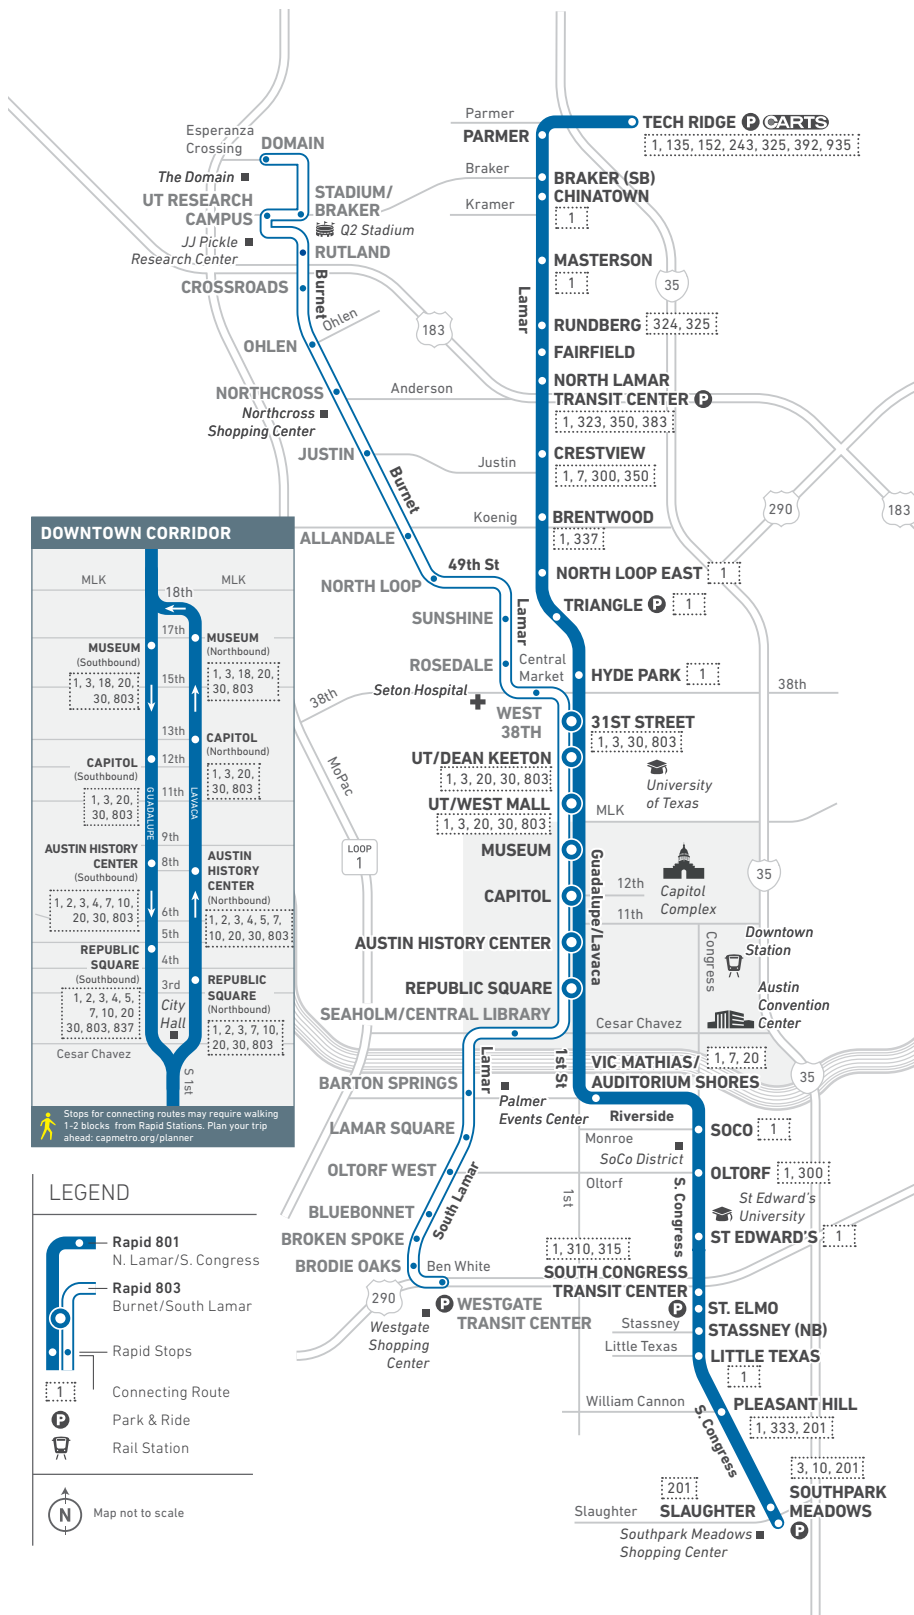 Parmer
TECH RIDGE P CARTS
PARMER
1, 135, 152, 243, 325, 392, 935
Esperanza
Crossing
DOMAIN
The Domain
Braker
BRAKER (SB)
CHINATOWN
1
Kramer
UT RESEARCH
CAMPUS
STADIUM/
BRAKER
Q2 Stadium
JJ Pickle
Research Center
RUTLAND
MASTERSON
1
35
CROSSROADS
Burnet
Lamar
RUNDBERG
324, 325
Ohlen
183
OHLEN
FAIRFIELD
NORTH LAMAR
TRANSIT CENTER P
1, 323, 350, 383
NORTHCROSS
Anderson
Northcross
Shopping Center
JUSTIN
Justin
CRESTVIEW
1, 7, 300, 350
Burnet
290
183
Koenig
BRENTWOOD
1, 337
ALLANDALE
49th St
NORTH LOOP
NORTH LOOP EAST
1
TRIANGLE P
1
SUNSHINE
Lamar
ROSEDALE
Central
Market
HYDE PARK
1
Seton Hospital
38th
38th
WEST
38TH
31ST STREET
1, 3, 30, 803
UT/DEAN KEETON
1, 3, 20, 30, 803
University
of Texas
MoPac
UT/WEST MALL
1, 3, 20, 30, 803
MLK
MUSEUM
LOOP
1
Guadalupe/Lavaca
Capitol
Complex
35
CAPITOL
12th
11th
AUSTIN HISTORY CENTER
Congress
Downtown
Station
REPUBLIC SQUARE
Austin
Convention
Center
SEAHOLM/CENTRAL LIBRARY
Cesar Chavez
Lamar
1st St
VIC MATHIAS/
AUDITORIUM SHORES
1, 7, 20
35
BARTON SPRINGS
Palmer
Events Center
Riverside
LAMAR SQUARE
Monroe
SOCO
1
SoCo District
OLTORF WEST
Oltorf
OLTORF
1, 300
1st
S. Congress
St Edward's
University
BLUEBONNET
South Lamar
BROKEN SPOKE
ST EDWARD'S
1
BRODIE OAKS
Ben White
1, 310, 315
SOUTH CONGRESS
TRANSIT CENTER
P
290
P WESTGATE
TRANSIT CENTER
Westgate
Shopping
Center
ST. ELMO
Stassney
STASSNEY (NB)
Little Texas
LITTLE TEXAS
1
William Cannon
PLEASANT HILL
1, 333, 201
S. Congress
3, 10, 201
SOUTHPARK
MEADOWS
P
201
SLAUGHTER
Slaughter
Southpark Meadows
Shopping Center
DOWNTOWN CORRIDOR
MLK
MLK
18th
17th
MUSEUM
(Southbound)
1, 3, 18, 20,
30, 803
MUSEUM
(Northbound)
1, 3, 18, 20,
30, 803
15th
13th
CAPITOL
(Southbound)
1, 3, 20,
30, 803
CAPITOL
(Northbound)
1, 3, 20,
30, 803
12th
11th
GUADALUPE
LAVACA
9th
AUSTIN HISTORY
CENTER
(Southbound)
1, 2, 3, 4, 7, 10,
20, 30, 803
8th
AUSTIN
HISTORY
CENTER
(Northbound)
1, 2, 3, 4, 5, 7,
10, 20, 30, 803
6th
5th
REPUBLIC
SQUARE
(Southbound)
1, 2, 3, 4, 5,
7, 10, 20
30, 803, 837
4th
3rd
REPUBLIC
SQUARE
(Northbound)
1, 2, 3, 7, 10,
20, 30, 803
City
Hall
Cesar Chavez
S 1st
Stops for connecting routes may require walking
1-2 blocks from Rapid Stations. Plan your trip
ahead: capmetro.org/planner
LEGEND
Rapid 801
N. Lamar/S. Congress
Rapid 803
Burnet/South Lamar
Rapid Stops
1 Connecting Route
P Park & Ride
Rail Station
N Map not to scale